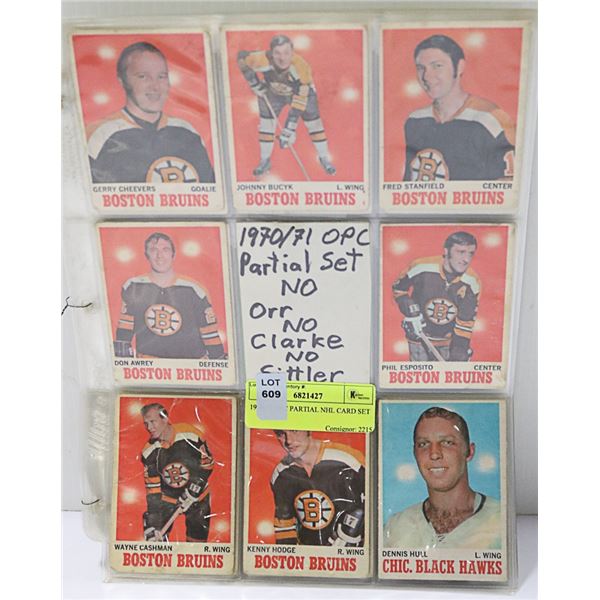 GERRY CHEEVERS GOALIE
BOSTON BRUINS
JOHNNY BUCYK L. WING
BOSTON BRUINS
FRED STANFIELD CENTER
BOSTON BRUINS
DON AWREY DEFENSE
BOSTON BRUINS
1970/71 OPC
Partial Set
NO
Orr
NO
Clarke
NO
Sittler
PHIL ESPOSITO CENTER
BOSTON BRUINS
LOT
609
6821427
PARTIAL NHL CARD SET
Consignor: 2215
WAYNE CASHMAN R. WING
BOSTON BRUINS
KENNY HODGE R. WING
BOSTON BRUINS
DENNIS HULL L. WING
CHIC. BLACK HAWKS